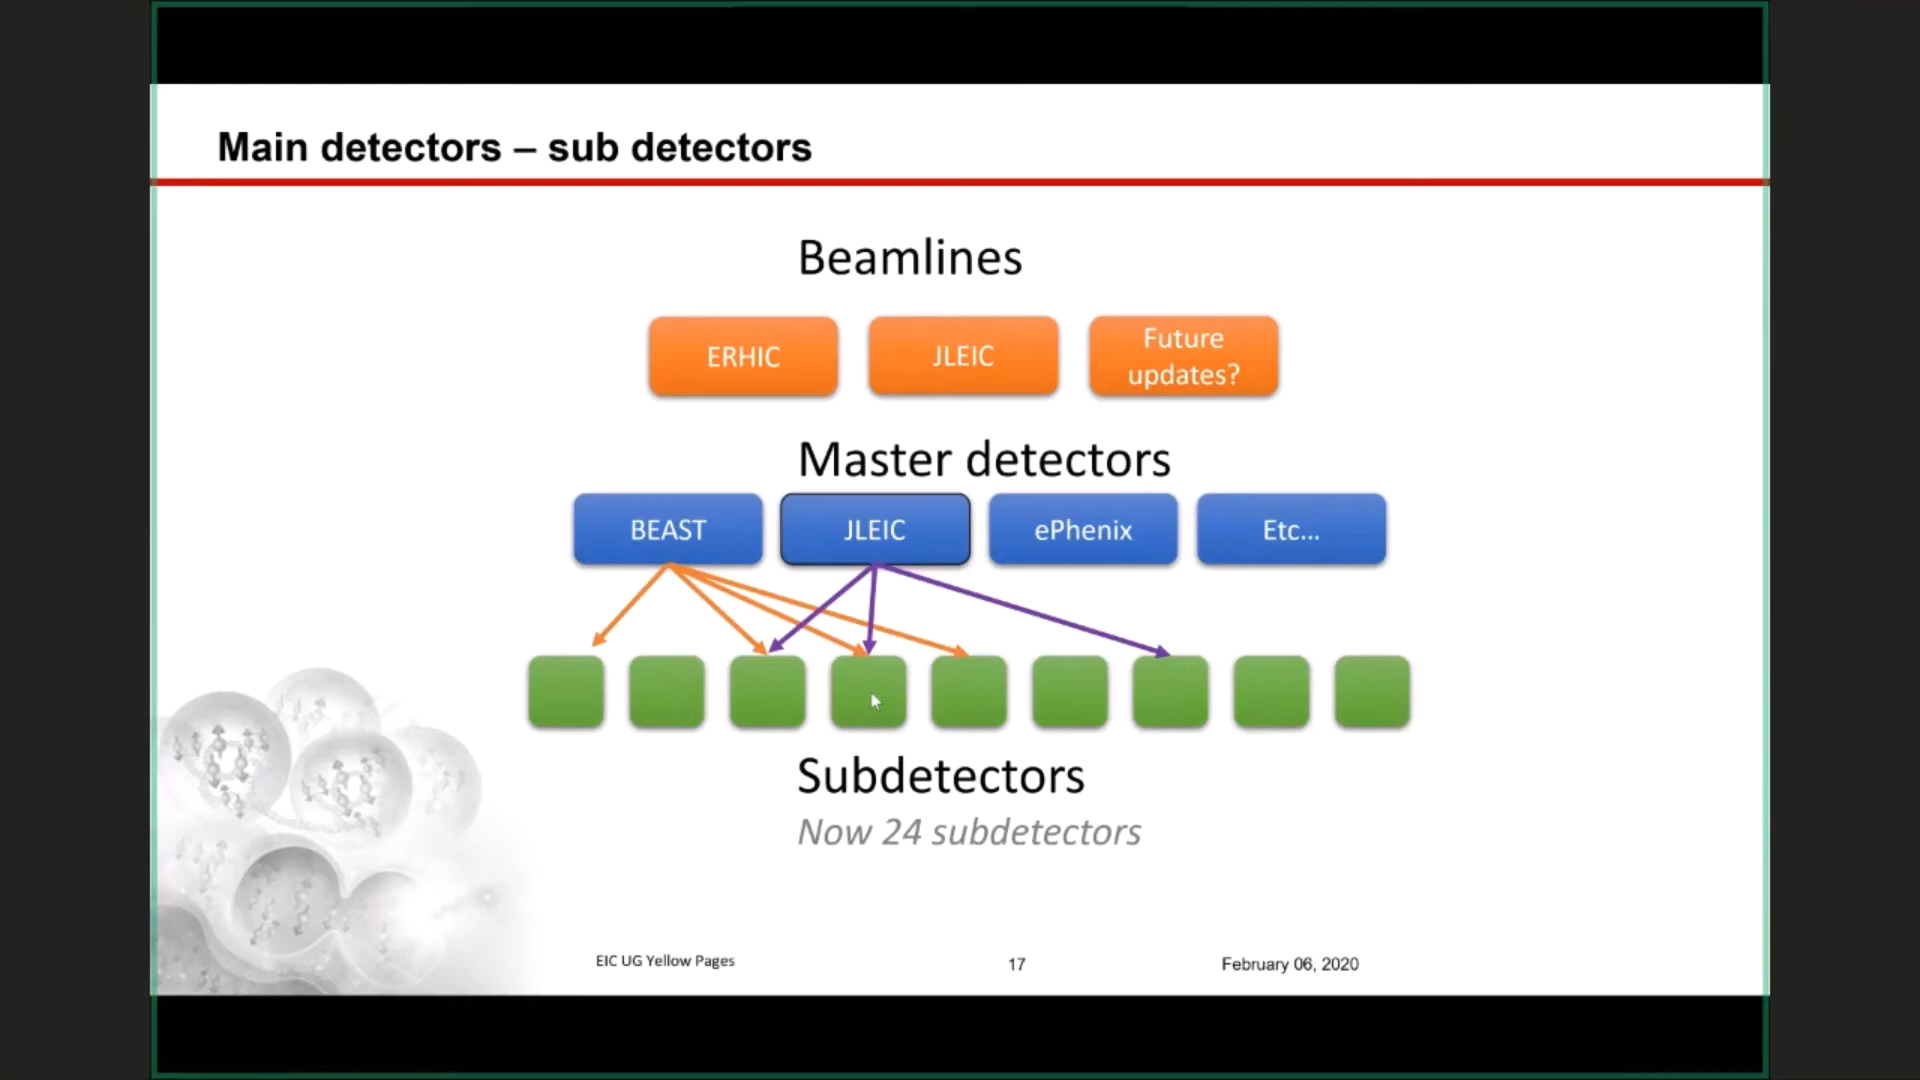 Main detectors – sub detectors
Beamlines
ERHIC
JLEIC
Future
updates?
Master detectors
BEAST
JLEIC
ePhenix
Etc...
Subdetectors
Now 24 subdetectors
EIC UG Yellow Pages
17
February 06, 2020